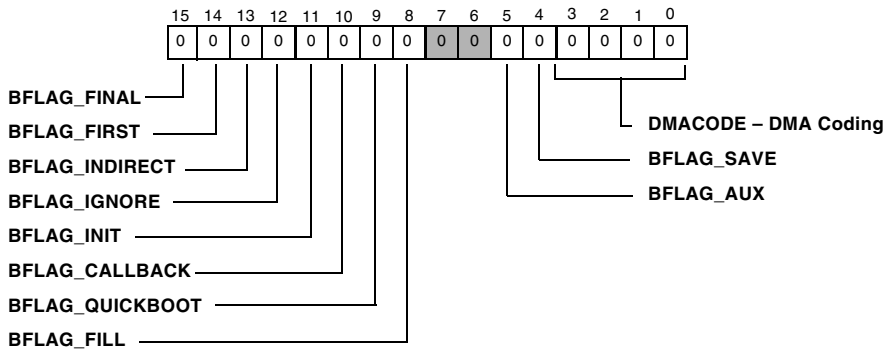 15 14 13 12 11 10 9 8 7 6 5 4 3 2 1 0
0 0 0 0 0 0 0 0 0 0 0 0 0 0 0 0
BFLAG_FINAL
BFLAG_FIRST
BFLAG_INDIRECT
BFLAG_IGNORE
BFLAG_INIT
BFLAG_CALLBACK
BFLAG_QUICKBOOT
BFLAG_FILL
DMACODE – DMA Coding
BFLAG_SAVE
BFLAG_AUX